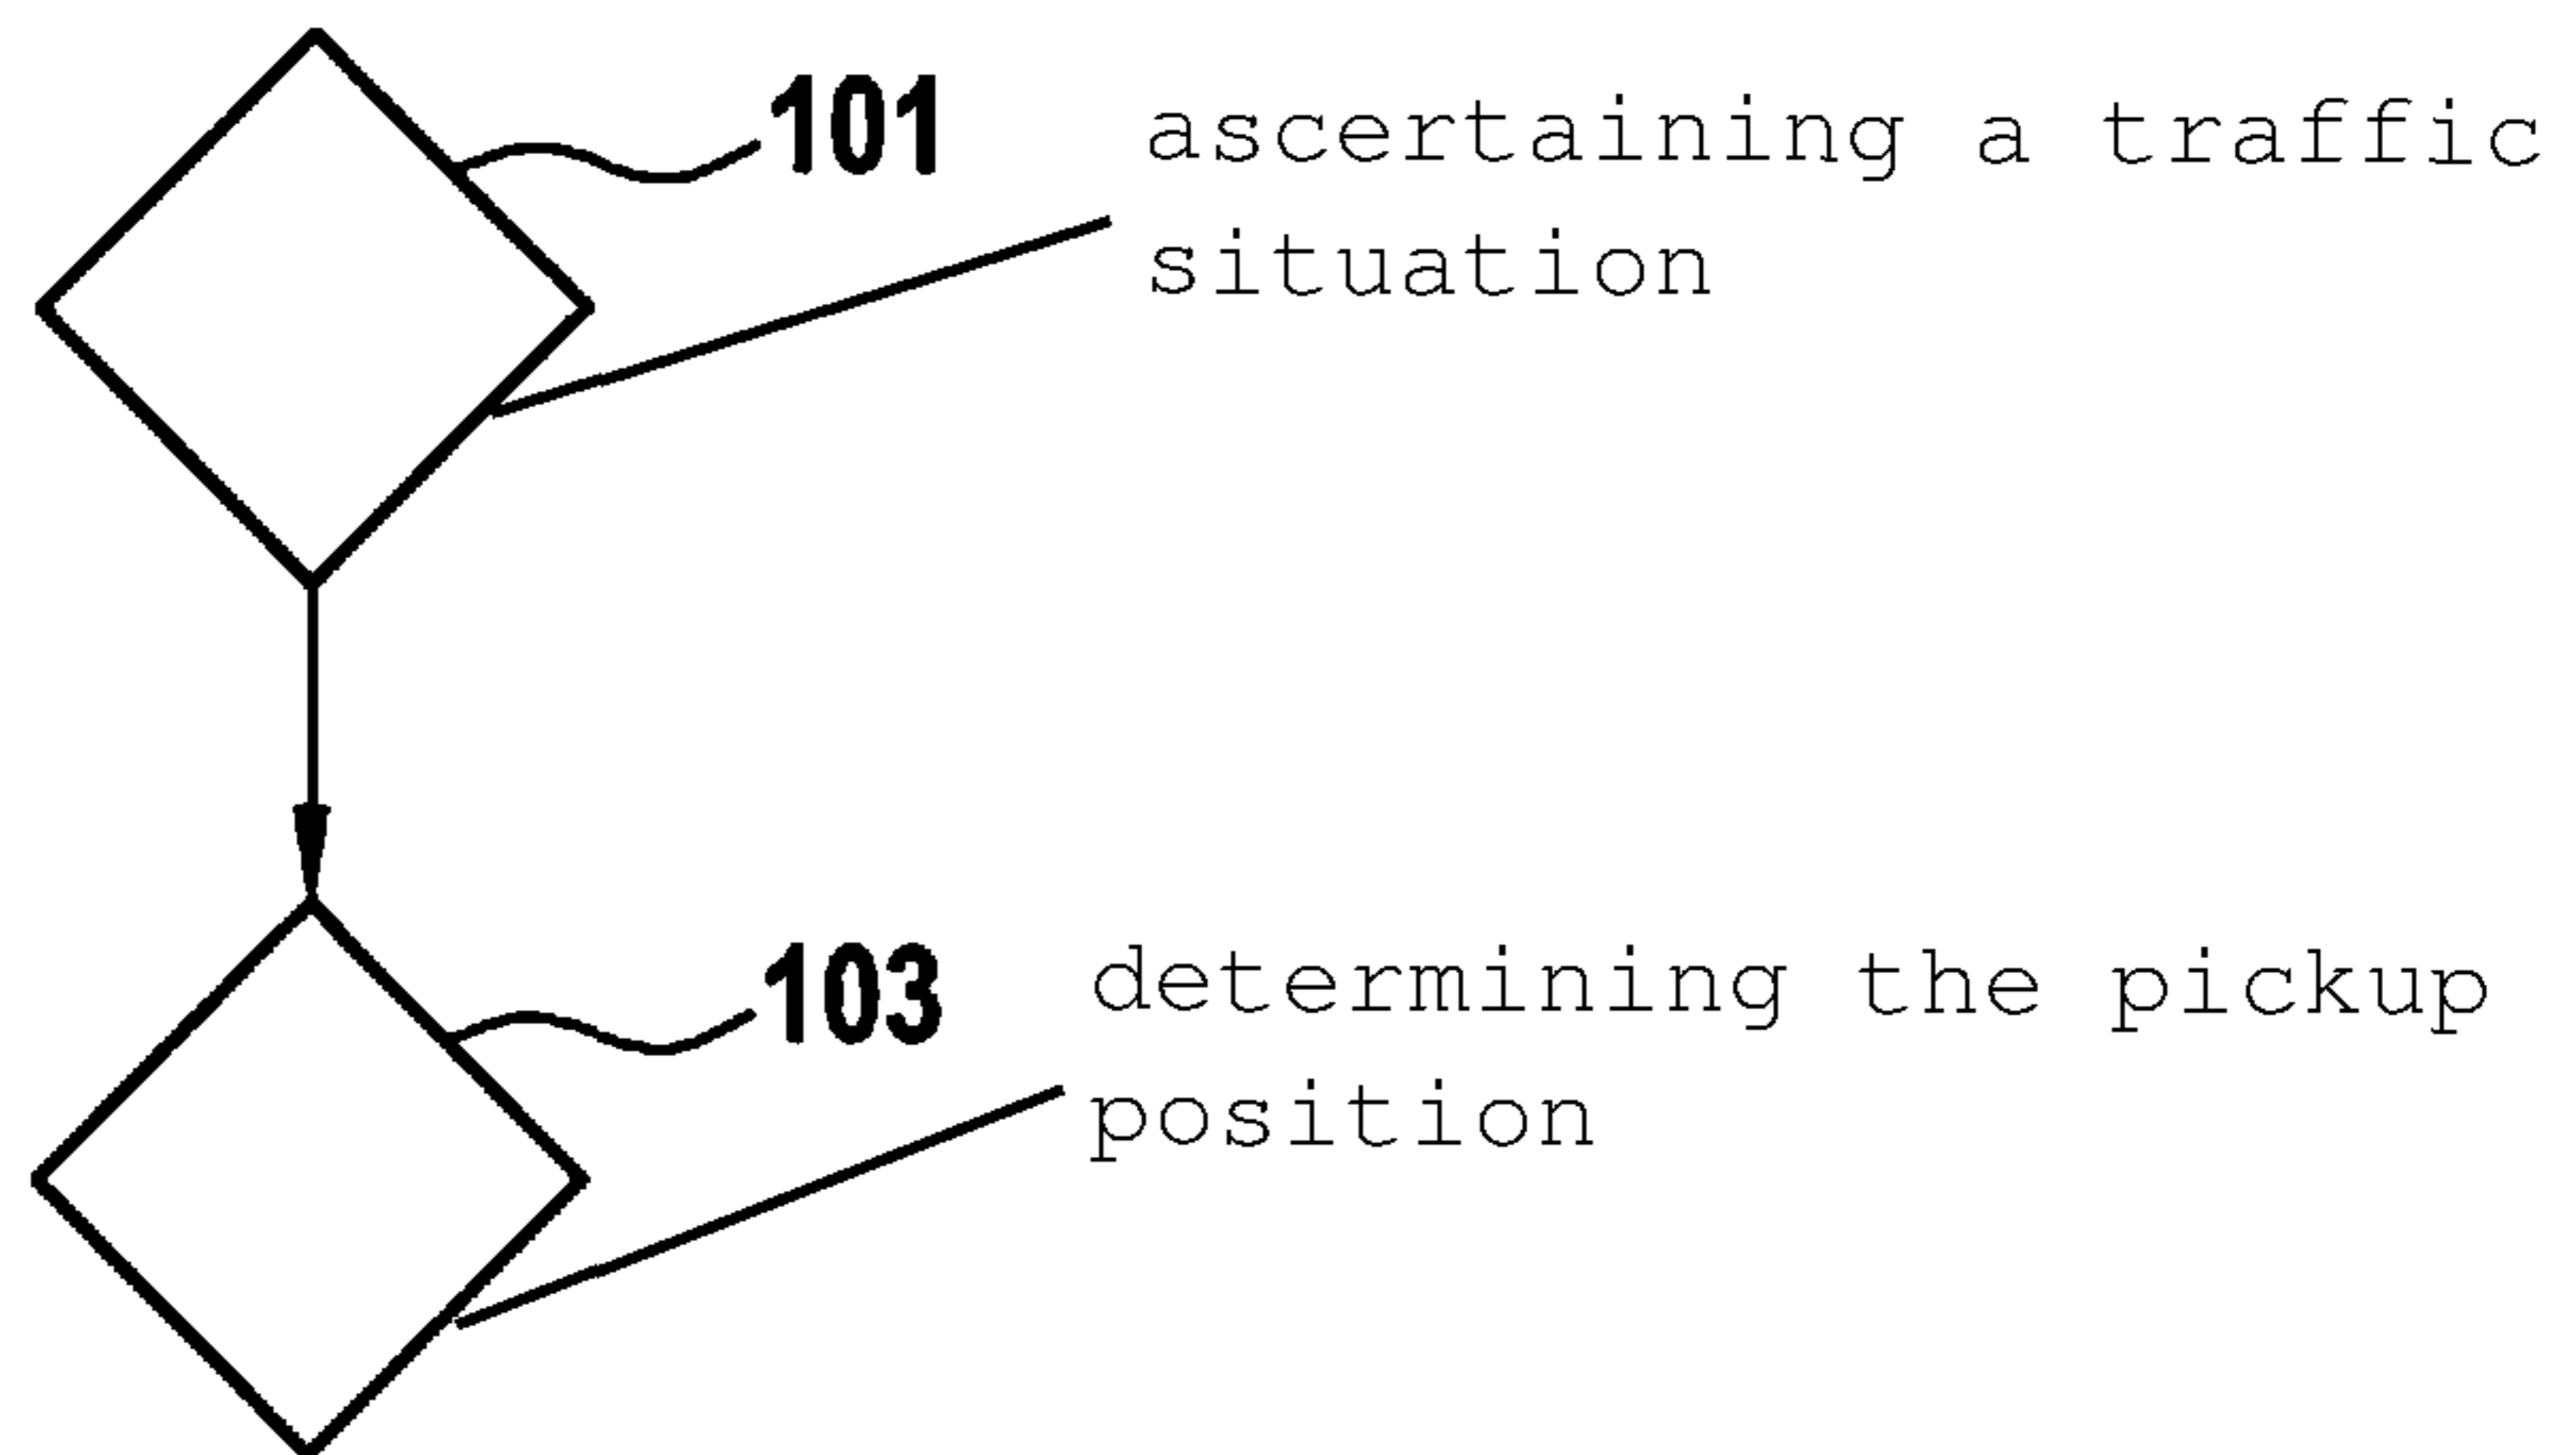 101 ascertaining a traffic
situation
103 determining the pickup
position